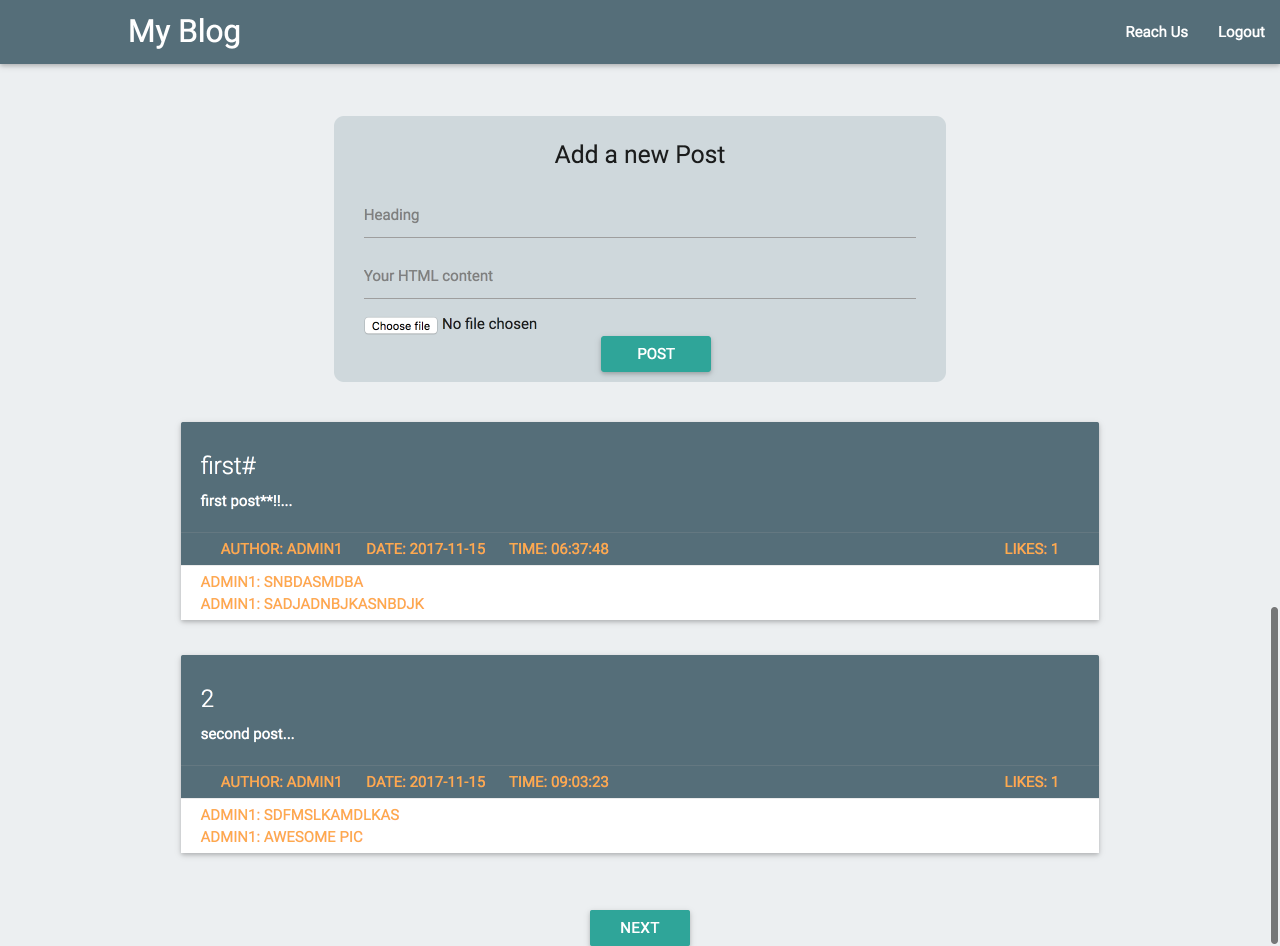 My Blog
Reach Us
Logout
Add a new Post
Heading
Your HTML content
Choose file No file chosen
POST
first#
first post**!!...
AUTHOR: ADMIN1 DATE: 2017-11-15 TIME: 06:37:48 LIKES: 1
ADMIN1: SNBDASMDBA
ADMIN1: SADJADNBJKASNBDJK
2
second post...
AUTHOR: ADMIN1 DATE: 2017-11-15 TIME: 09:03:23 LIKES: 1
ADMIN1: SDFMSLKAMDLKAS
ADMIN1: AWESOME PIC
NEXT